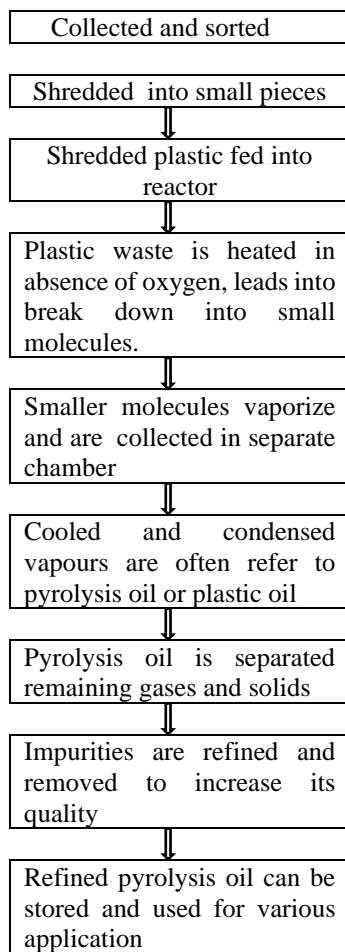 Collected and sorted
Shredded into small pieces
Shredded plastic fed into
reactor
Plastic waste is heated in
absence of oxygen, leads into
break down into small
molecules.
Smaller molecules vaporize
and are collected in separate
chamber
Cooled and condensed
vapours are often refer to
pyrolysis oil or plastic oil
Pyrolysis oil is separated
remaining gases and solids
Impurities are refined and
removed to increase its
quality
Refined pyrolysis oil can be
stored and used for various
application